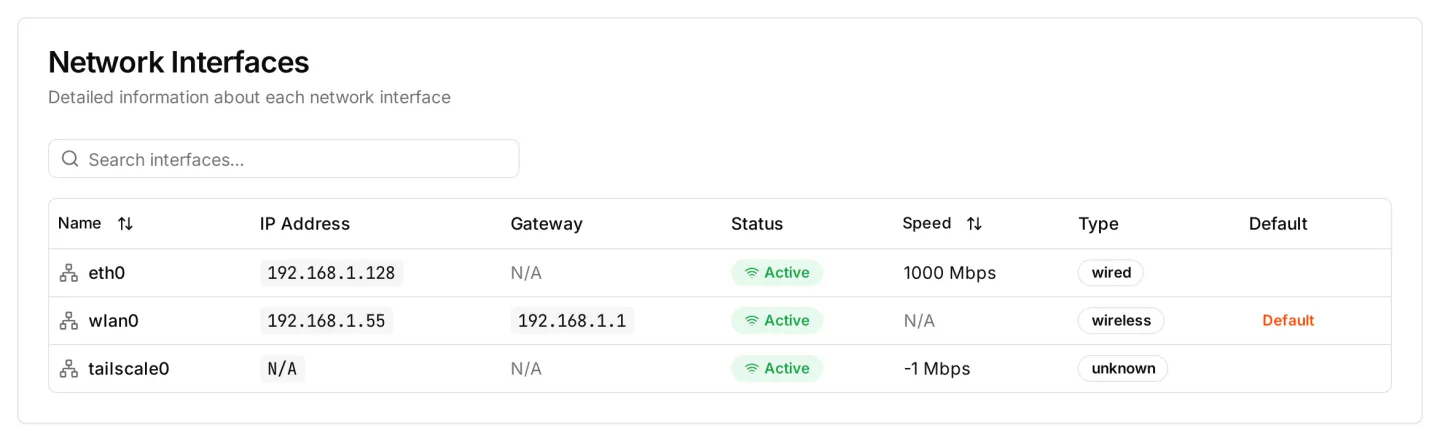 Network Interfaces
Detailed information about each network interface
Search interfaces...
Name IP Address Gateway Status Speed Type Default
eth0 192.168.1.128 N/A Active 1000 Mbps wired
wlan0 192.168.1.55 192.168.1.1 Active N/A wireless Default
tailscale0 N/A N/A Active -1 Mbps unknown